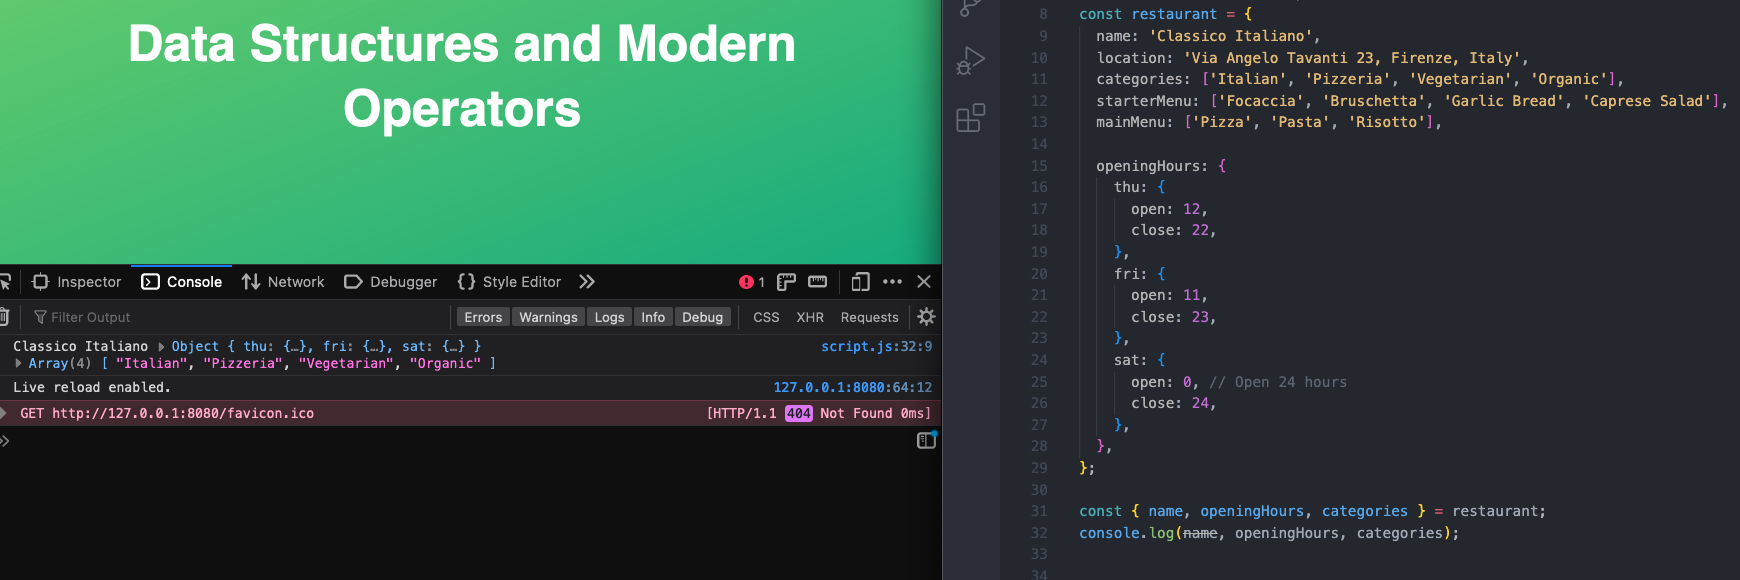 Data Structures and Modern
Operators
Inspector Console Network Debugger {} Style Editor 1
Filter Output Errors Warnings Logs Info Debug CSS XHR Requests
Classico Italiano Object { thu: {…}, fri: {…}, sat: {…} } script.js:32:9
Array(4) [ "Italian", "Pizzeria", "Vegetarian", "Organic" ]
Live reload enabled. 127.0.0.1:8080:64:12
GET http://127.0.0.1:8080/favicon.ico [HTTP/1.1 404 Not Found 0ms]
8 const restaurant = {
9 name: 'Classico Italiano',
10 location: 'Via Angelo Tavanti 23, Firenze, Italy',
11 categories: ['Italian', 'Pizzeria', 'Vegetarian', 'Organic'],
12 starterMenu: ['Focaccia', 'Bruschetta', 'Garlic Bread', 'Caprese Salad'],
13 mainMenu: ['Pizza', 'Pasta', 'Risotto'],
14
15 openingHours: {
16 thu: {
17 open: 12,
18 close: 22,
19 },
20 fri: {
21 open: 11,
22 close: 23,
23 },
24 sat: {
25 open: 0, // Open 24 hours
26 close: 24,
27 },
28 },
29 };
30
31 const { name, openingHours, categories } = restaurant;
32 console.log(name, openingHours, categories);
33
34